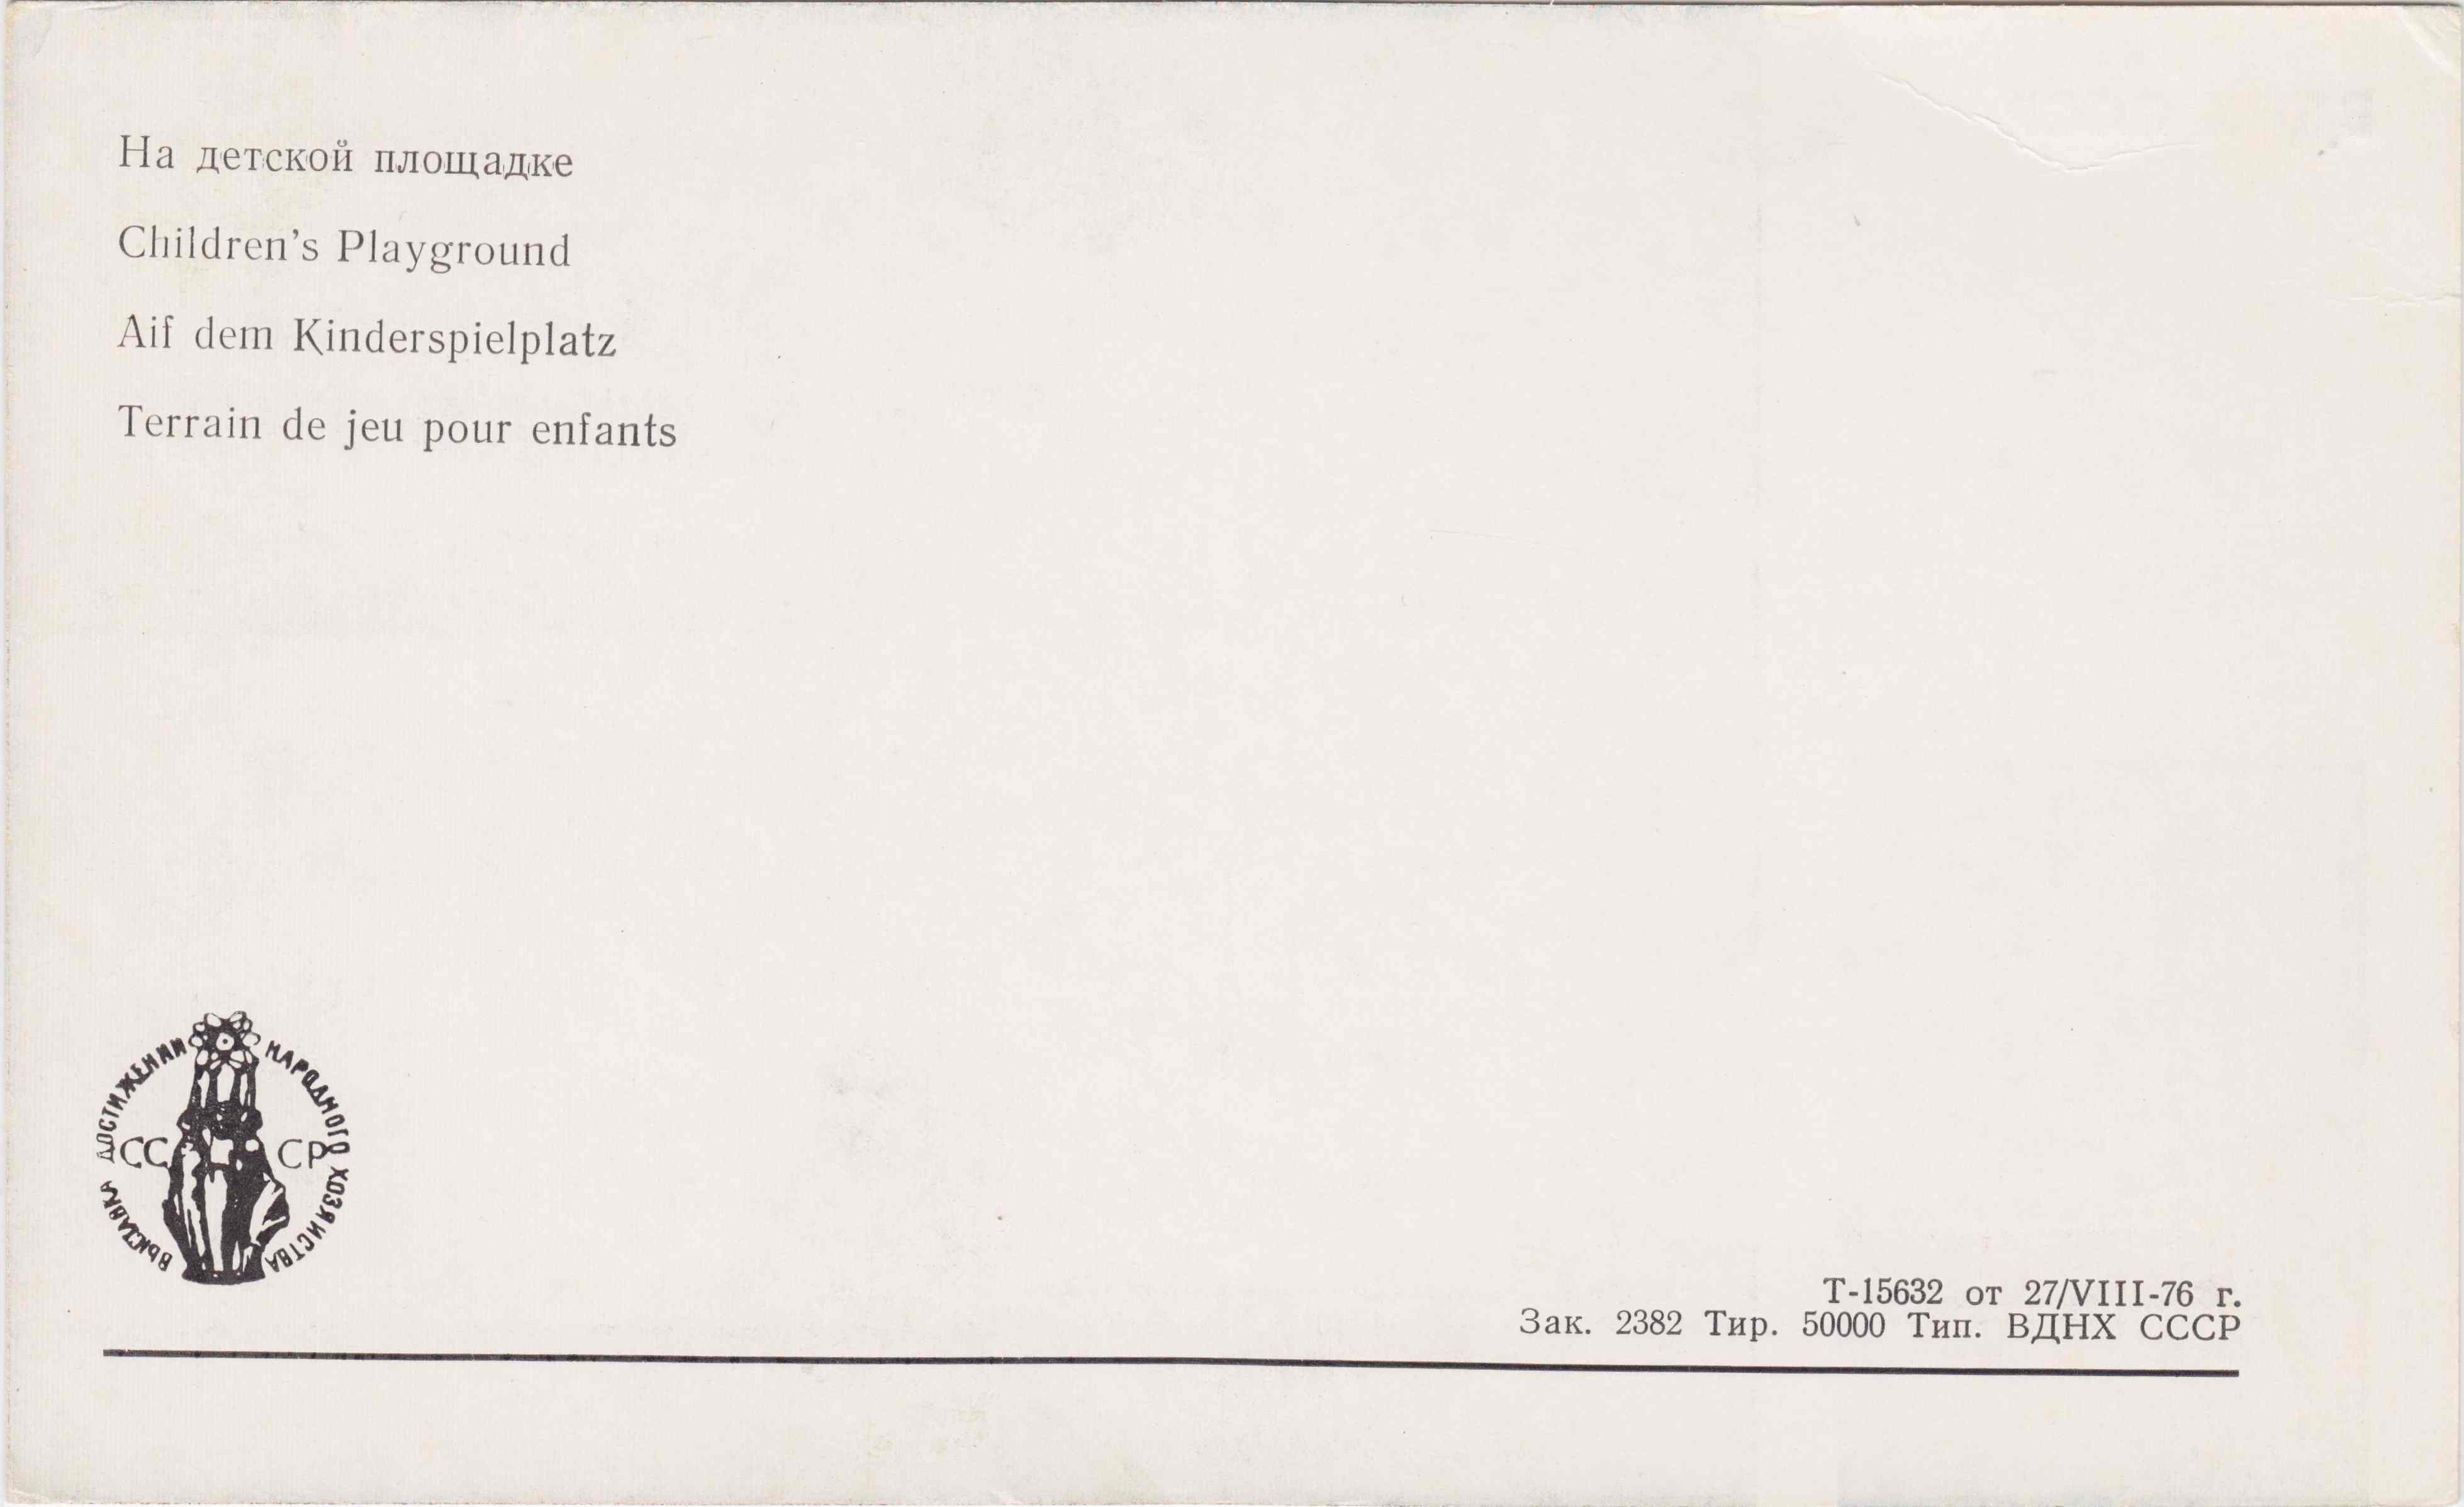 На детской площадке
Children's Playground
Aif dem Kinderspielplatz
Terrain de jeu pour enfants
ВЫСТАВКА ДОСТИЖЕНИЙ НАРОДНОГО ХОЗЯЙСТВА
СССР
Т-15632 от 27/VIII-76 г.
Зак. 2382 Тир. 50000 Тип. ВДНХ СССР